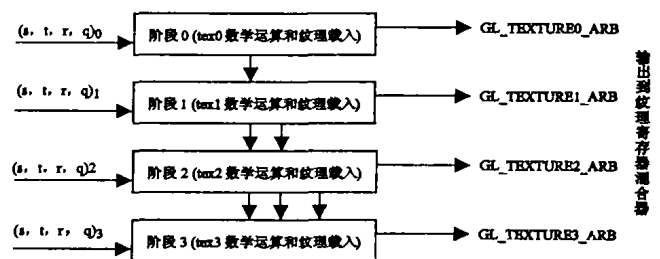 (s, t, r, q)0 阶段 0 (tex0 数学运算和纹理载入) GL_TEXTURE0_ARB
(s, t, r, q)1 阶段 1 (tex1 数学运算和纹理载入) GL_TEXTURE1_ARB
(s, t, r, q)2 阶段 2 (tex2 数学运算和纹理载入) GL_TEXTURE2_ARB
(s, t, r, q)3 阶段 3 (tex3 数学运算和纹理载入) GL_TEXTURE3_ARB
输出到纹理寄存器混合器